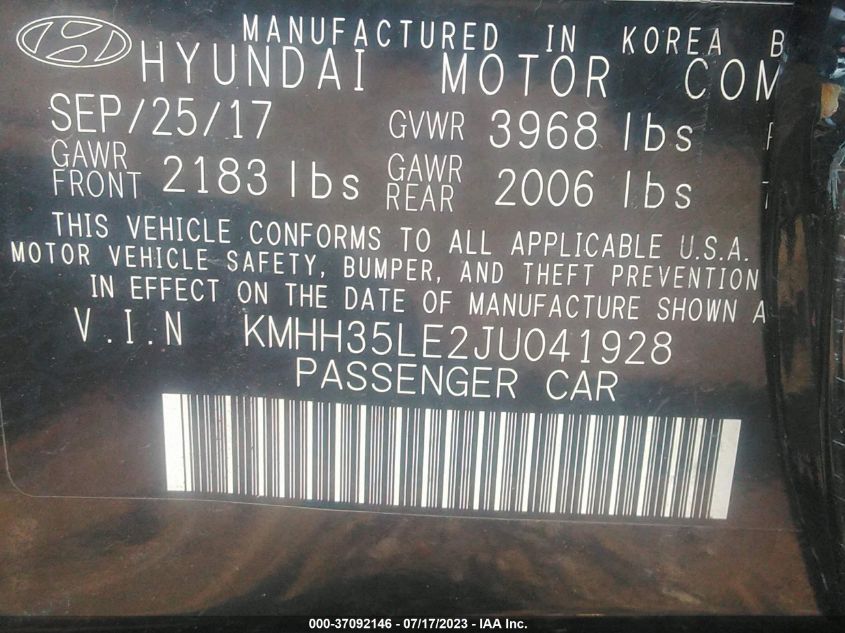 MANUFACTURED IN KOREA B
HYUNDAI MOTOR COM
SEP/25/17 GVWR 3968 lbs
GAWR FRONT 2183 lbs GAWR REAR 2006 lbs
THIS VEHICLE CONFORMS TO ALL APPLICABLE U.S.A.
MOTOR VEHICLE SAFETY, BUMPER, AND THEFT PREVENTION
IN EFFECT ON THE DATE OF MANUFACTURE SHOWN A
V.I.N KMHH35LE2JU041928
PASSENGER CAR
000-37092146 - 07/17/2023 - IAA Inc.